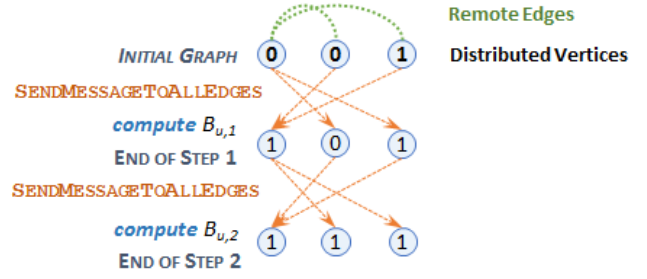 Remote Edges
INITIAL GRAPH 0 0 1 Distributed Vertices
SENDMESSAGETOALLEDGES
compute Bu,1
1 0 1
END OF STEP 1
SENDMESSAGETOALLEDGES
compute Bu,2
1 1 1
END OF STEP 2